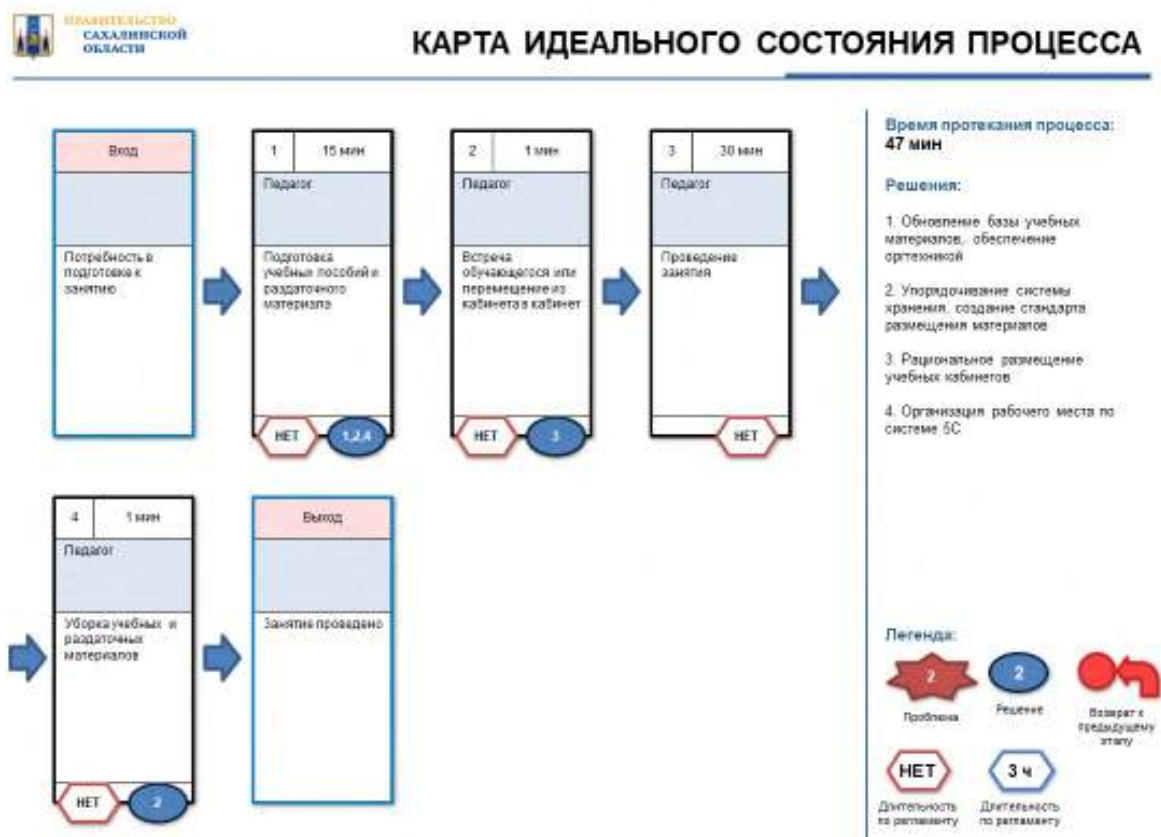 ПРАВИТЕЛЬСТВО
САХАЛИНСКОЙ
ОБЛАСТИ
КАРТА ИДЕАЛЬНОГО СОСТОЯНИЯ ПРОЦЕССА
Вход
Потребность в
подготовке к
занятию
1 15 мин
Педагог
Подготовка
учебных пособий и
раздаточного
материала
НЕТ 1,2,4
2 1 мин
Педагог
Встреча
обучающегося или
перемещение из
кабинета в кабинет
НЕТ 3
3 30 мин
Педагог
Проведение
занятия
НЕТ
4 1 мин
Педагог
Уборка учебных и
раздаточных
материалов
НЕТ 2
Выход
Занятие проведено
Время протекания процесса:
47 мин
Решения:
1. Обновление базы учебных
материалов, обеспечение
оргтехникой
2. Упорядочивание системы
хранения, создание стандарта
размещения материалов
3. Рациональное размещение
учебных кабинетов
4. Организация рабочего места по
системе 5С
Легенда:
2
Проблема
2
Решение
Возврат к
предыдущему
этапу
НЕТ
Длительность
по регламенту
3 ч
Длительность
по регламенту